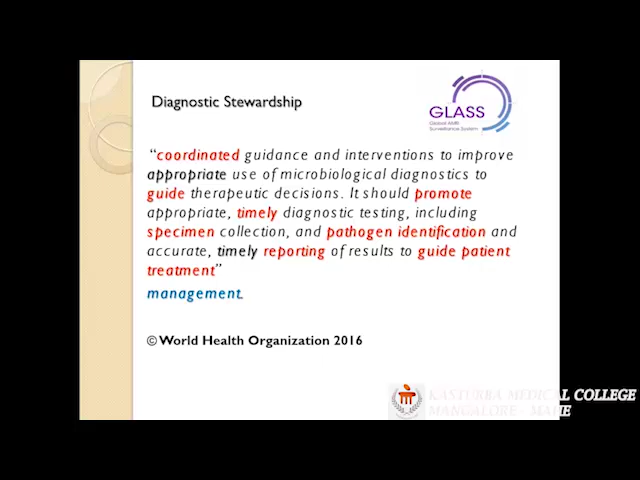 Diagnostic Stewardship
GLASS
Global AMR
Surveillance System
“coordinated guidance and interventions to improve
appropriate use of microbiological diagnostics to
guide therapeutic decisions. It should promote
appropriate, timely diagnostic testing, including
specimen collection, and pathogen identification and
accurate, timely reporting of results to guide patient
treatment”
management.
© World Health Organization 2016
KASTURBA MEDICAL COLLEGE
MANGALORE MAHE